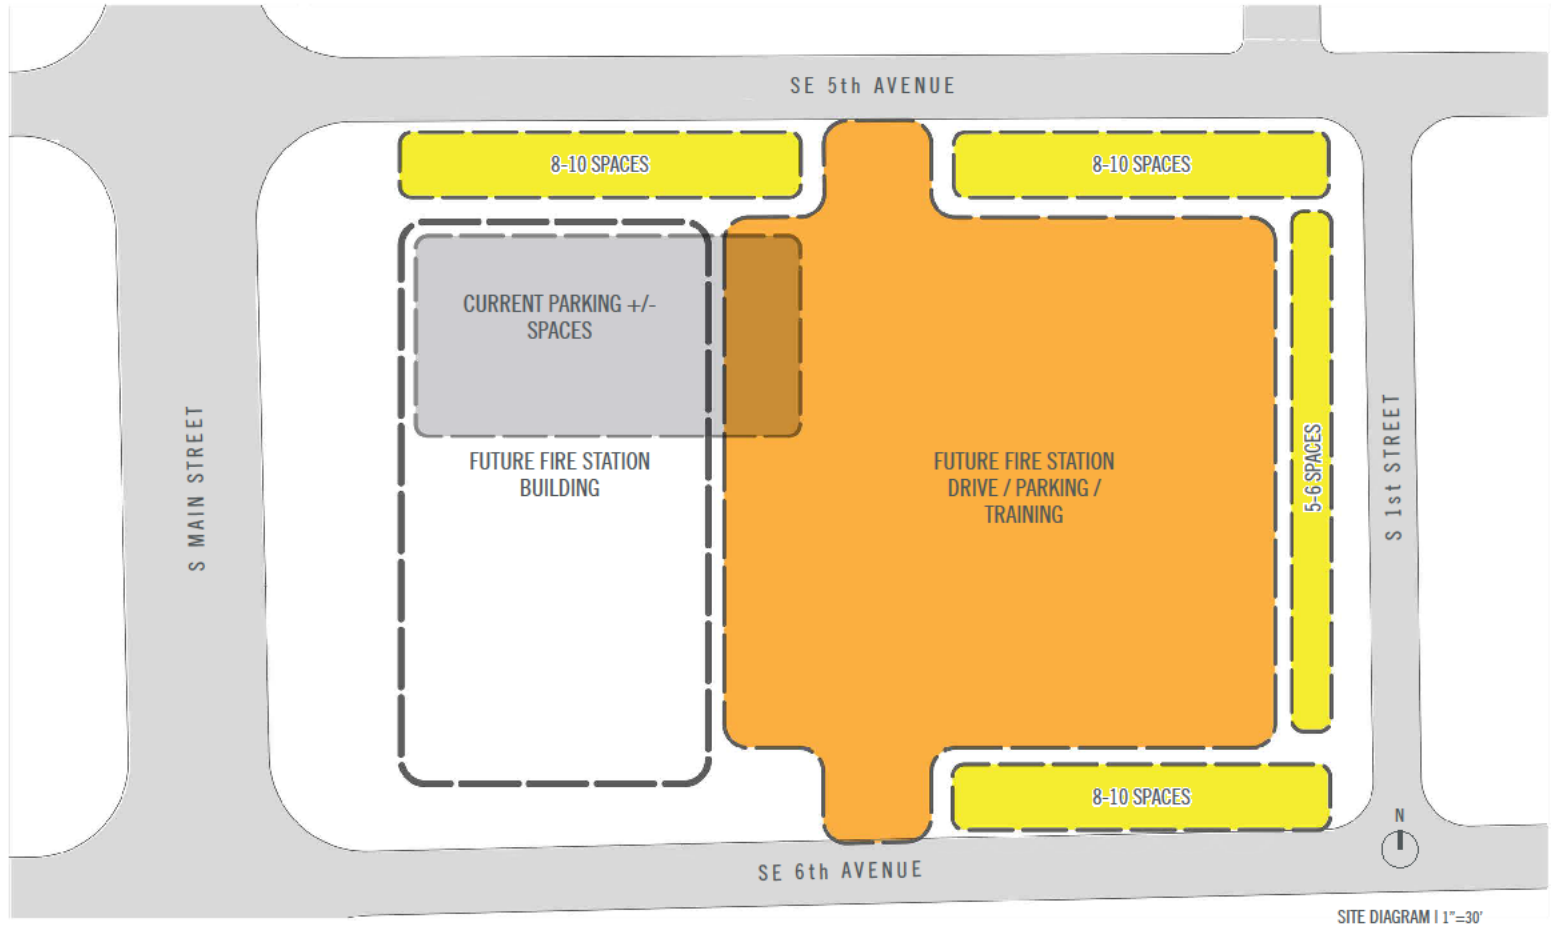 SE 5th AVENUE
8-10 SPACES
8-10 SPACES
CURRENT PARKING +/-
SPACES
S MAIN STREET
FUTURE FIRE STATION
BUILDING
FUTURE FIRE STATION
DRIVE / PARKING /
TRAINING
5-6 SPACES
S 1st STREET
8-10 SPACES
N
SE 6th AVENUE
SITE DIAGRAM | 1"=30'